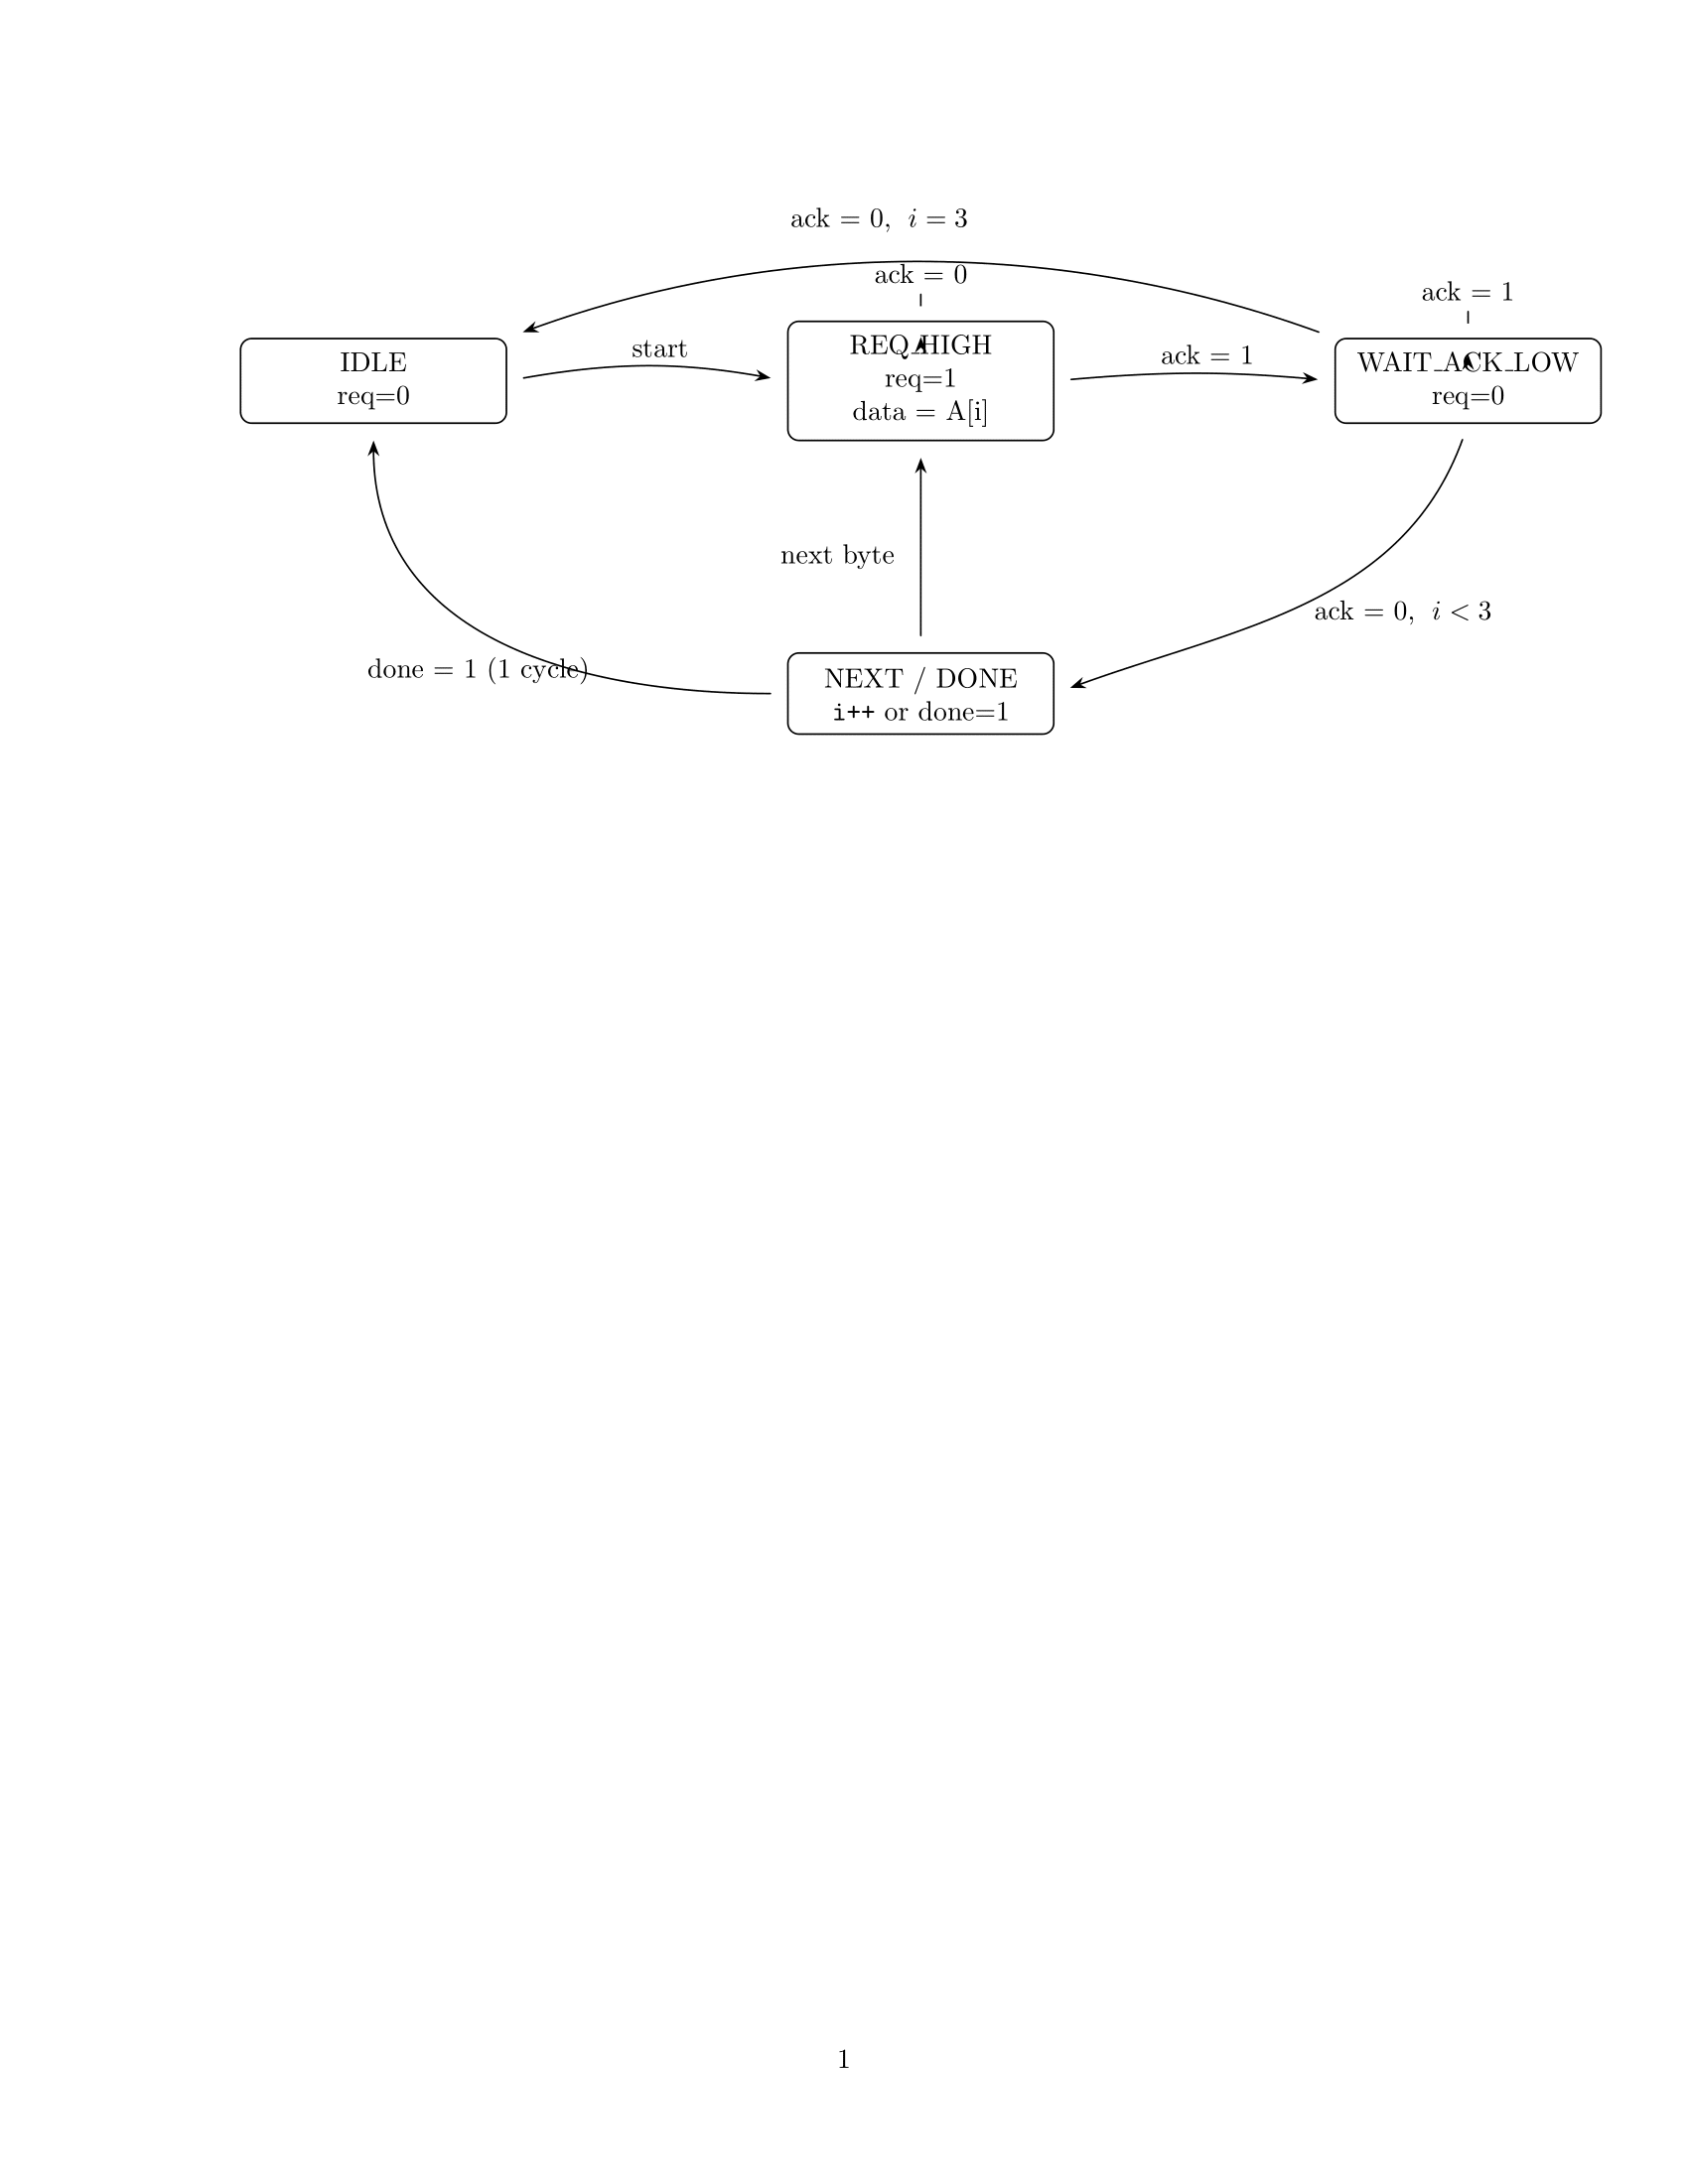 ack = 0, i = 3
ack = 0
ack = 1
IDLE
req=0
start
REQ_HIGH
req=1
data = A[i]
ack = 1
WAIT_ACK_LOW
req=0
next byte
ack = 0, i < 3
done = 1 (1 cycle)
NEXT / DONE
i++ or done=1
1